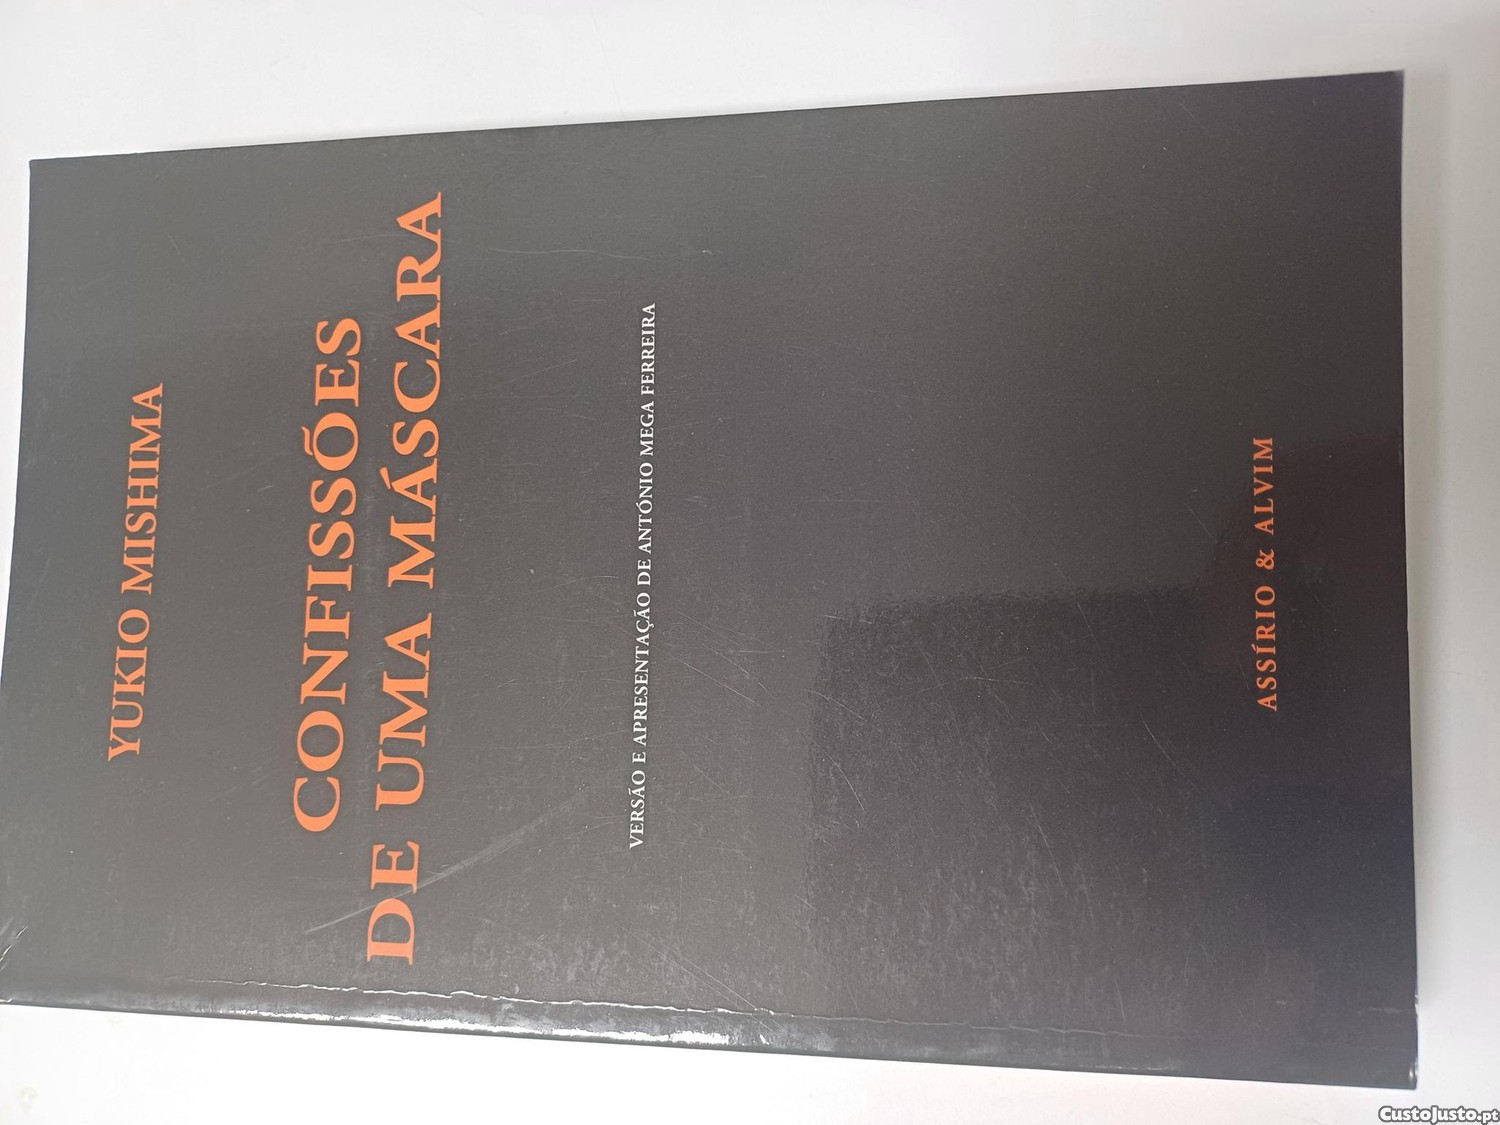 YUKIO MISHIMA
CONFISSÕES
DE UMA MÁSCARA
VERSÃO E APRESENTAÇÃO DE ANTÓNIO MEGA FERREIRA
ASSÍRIO & ALVIM
CustoJusto.pt